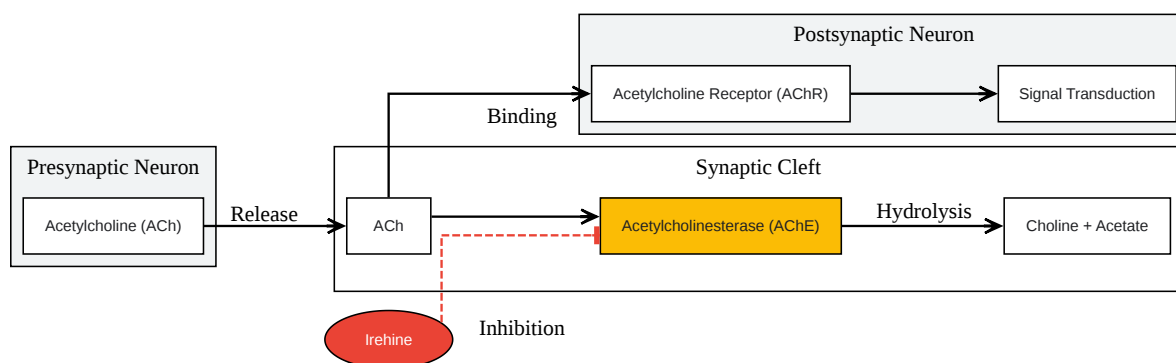 Postsynaptic Neuron
Acetylcholine Receptor (AChR)
Signal Transduction
Binding
Presynaptic Neuron
Synaptic Cleft
Acetylcholine (ACh)
Release
ACh
Acetylcholinesterase (AChE)
Hydrolysis
Choline + Acetate
Irehine
Inhibition